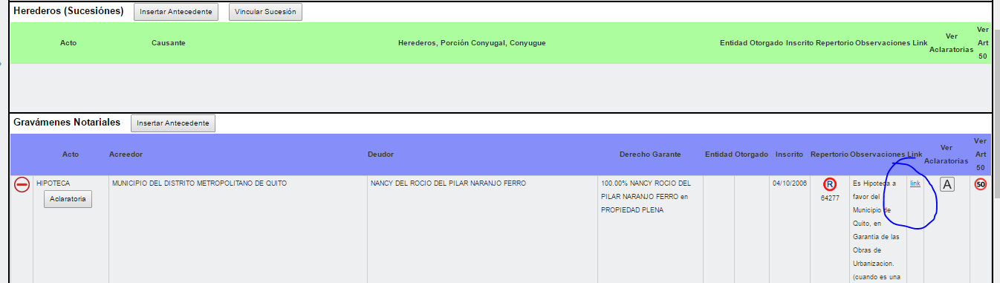 Herederos (Sucesiónes) Insertar Antecedente Vincular Sucesión
Acto Causante Herederos, Porción Conyugal, Conyugue Entidad Otorgado Inscrito Repertorio Observaciones Link Ver Aclaratorias Ver Art 50
Gravámenes Notariales Insertar Antecedente
Acto Acreedor Deudor Derecho Garante Entidad Otorgado Inscrito Repertorio Observaciones Link Ver Aclaratorias Ver Art 50
HIPOTECA MUNICIPIO DEL DISTRITO METROPOLITANO DE QUITO NANCY DEL ROCIO DEL PILAR NARANJO FERRO 100.00% NANCY ROCIO DEL 04/10/2006 R Es Hipoteca a link A 50
Aclaratoria PILAR NARANJO FERRO en 64277 favor del
PROPIEDAD PLENA Municipio de
Quito, en
Garantia de las
Obras de
Urbanizacion.
(cuando es una